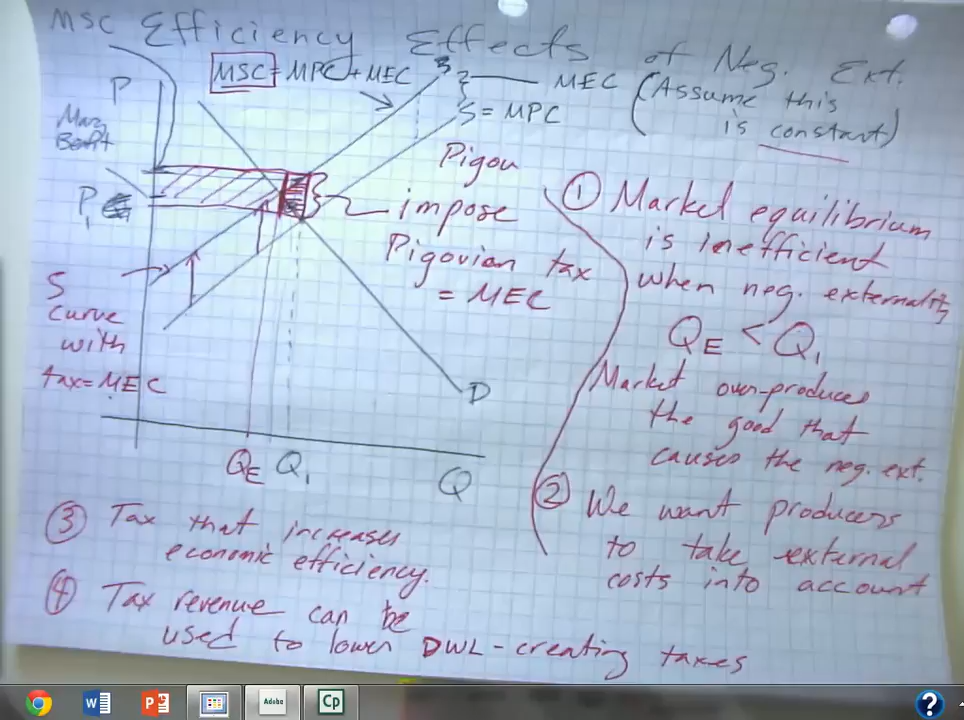 MSC Efficiency Effects of Neg. Ext.
MSC = MPC + MEC
S
MEC (Assume this
is constant)
S = MPC
P
Marg
Benft
P1
Pigou
impose
Pigovian tax
= MEC
S
curve
with
tax = MEC
D
QE Q1
Q
① Market equilibrium
is inefficient
when neg. externality
QE < Q1
Market over-produces
the good that
causes the neg. ext.
② We want producers
to take external
costs into account
③ Tax that increases
economic efficiency.
④ Tax revenue can be
used to lower DWL-creating taxes
W
P
Adobe
Cp
?